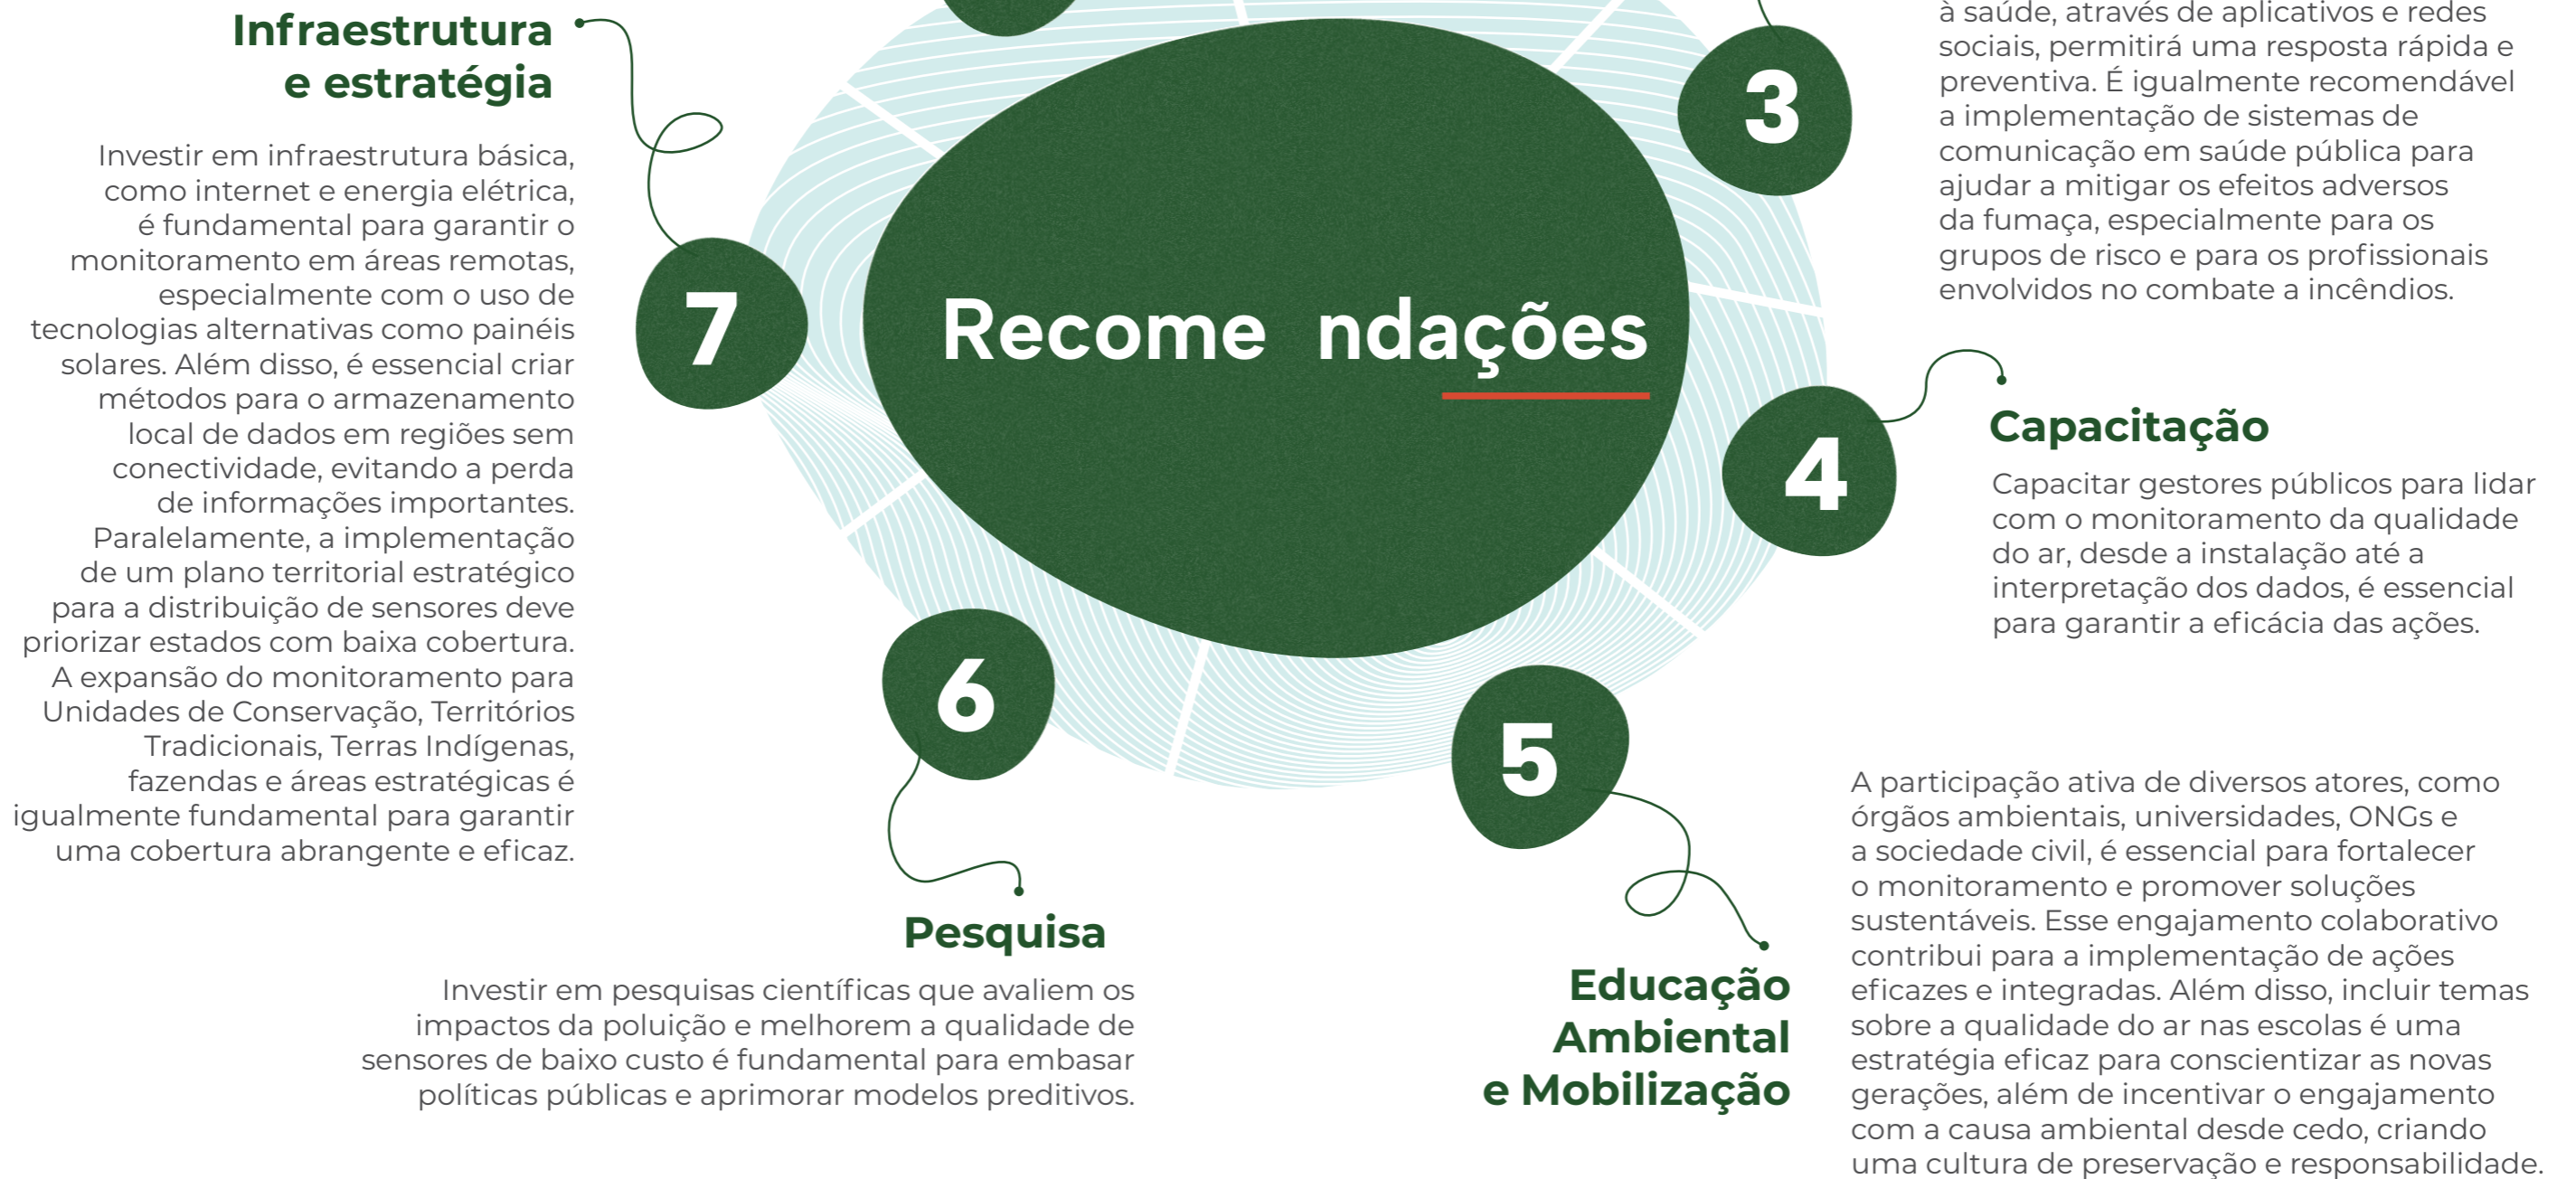 Recome ndações
à saúde, através de aplicativos e redes
sociais, permitirá uma resposta rápida e
preventiva. É igualmente recomendável
a implementação de sistemas de
comunicação em saúde pública para
ajudar a mitigar os efeitos adversos
da fumaça, especialmente para os
grupos de risco e para os profissionais
envolvidos no combate a incêndios.
3
4
Capacitação
Capacitar gestores públicos para lidar
com o monitoramento da qualidade
do ar, desde a instalação até a
interpretação dos dados, é essencial
para garantir a eficácia das ações.
5
Educação
Ambiental
e Mobilização
A participação ativa de diversos atores, como
órgãos ambientais, universidades, ONGs e
a sociedade civil, é essencial para fortalecer
o monitoramento e promover soluções
sustentáveis. Esse engajamento colaborativo
contribui para a implementação de ações
eficazes e integradas. Além disso, incluir temas
sobre a qualidade do ar nas escolas é uma
estratégia eficaz para conscientizar as novas
gerações, além de incentivar o engajamento
com a causa ambiental desde cedo, criando
uma cultura de preservação e responsabilidade.
6
Pesquisa
Investir em pesquisas científicas que avaliem os
impactos da poluição e melhorem a qualidade de
sensores de baixo custo é fundamental para embasar
políticas públicas e aprimorar modelos preditivos.
7
Infraestrutura
e estratégia
Investir em infraestrutura básica,
como internet e energia elétrica,
é fundamental para garantir o
monitoramento em áreas remotas,
especialmente com o uso de
tecnologias alternativas como painéis
solares. Além disso, é essencial criar
métodos para o armazenamento
local de dados em regiões sem
conectividade, evitando a perda
de informações importantes.
Paralelamente, a implementação
de um plano territorial estratégico
para a distribuição de sensores deve
priorizar estados com baixa cobertura.
A expansão do monitoramento para
Unidades de Conservação, Territórios
Tradicionais, Terras Indígenas,
fazendas e áreas estratégicas é
igualmente fundamental para garantir
uma cobertura abrangente e eficaz.